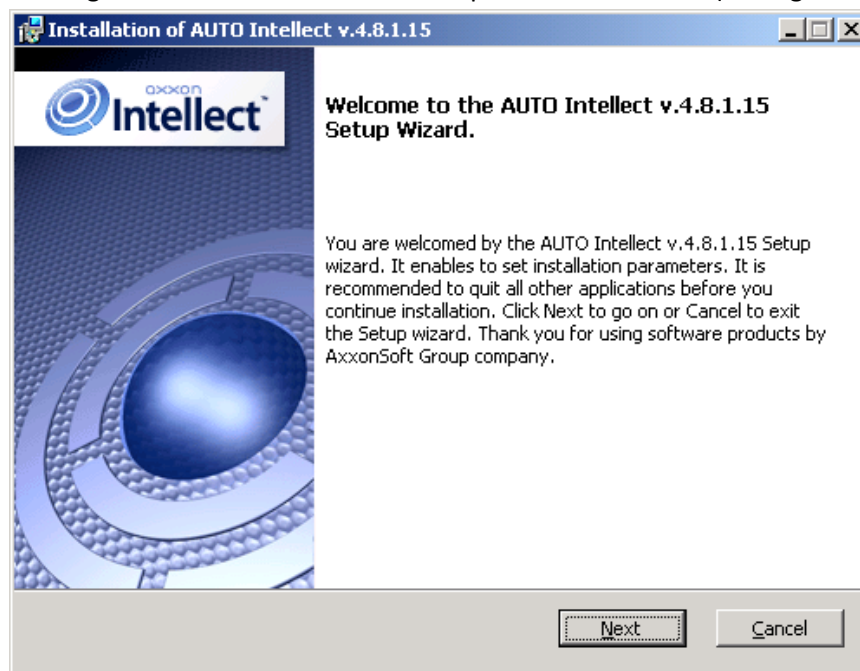 Installation of AUTO Intellect v.4.8.1.15
axxon
Intellect
Welcome to the AUTO Intellect v.4.8.1.15
Setup Wizard.
You are welcomed by the AUTO Intellect v.4.8.1.15 Setup
wizard. It enables to set installation parameters. It is
recommended to quit all other applications before you
continue installation. Click Next to go on or Cancel to exit
the Setup wizard. Thank you for using software products by
AxxonSoft Group company.
Next
Cancel